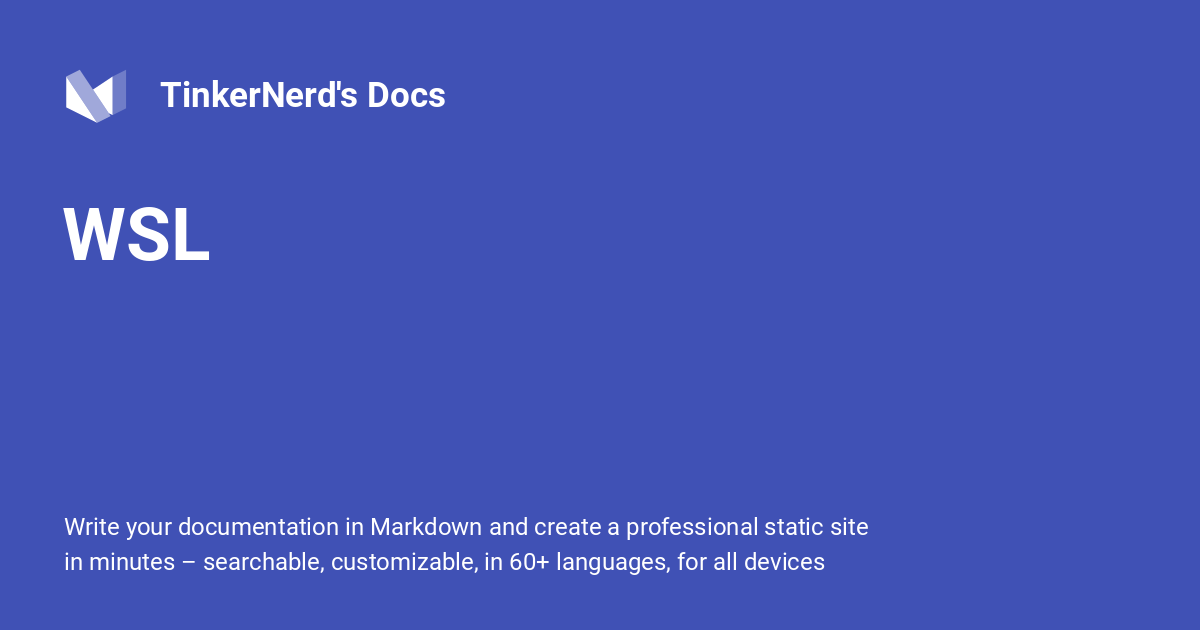 TinkerNerd's Docs
WSL
Write your documentation in Markdown and create a professional static site
in minutes – searchable, customizable, in 60+ languages, for all devices